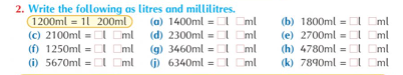 2. Write the following as litres and millilitres.
1200ml = 1l 200ml (a) 1400ml = □l □ml (b) 1800ml = □l □ml
(c) 2100ml = □l □ml (d) 2300ml = □l □ml (e) 2700ml = □l □ml
(f) 1250ml = □l □ml (g) 3460ml = □l □ml (h) 4780ml = □l □ml
(i) 5670ml = □l □ml (j) 6340ml = □l □ml (k) 7890ml = □l □ml